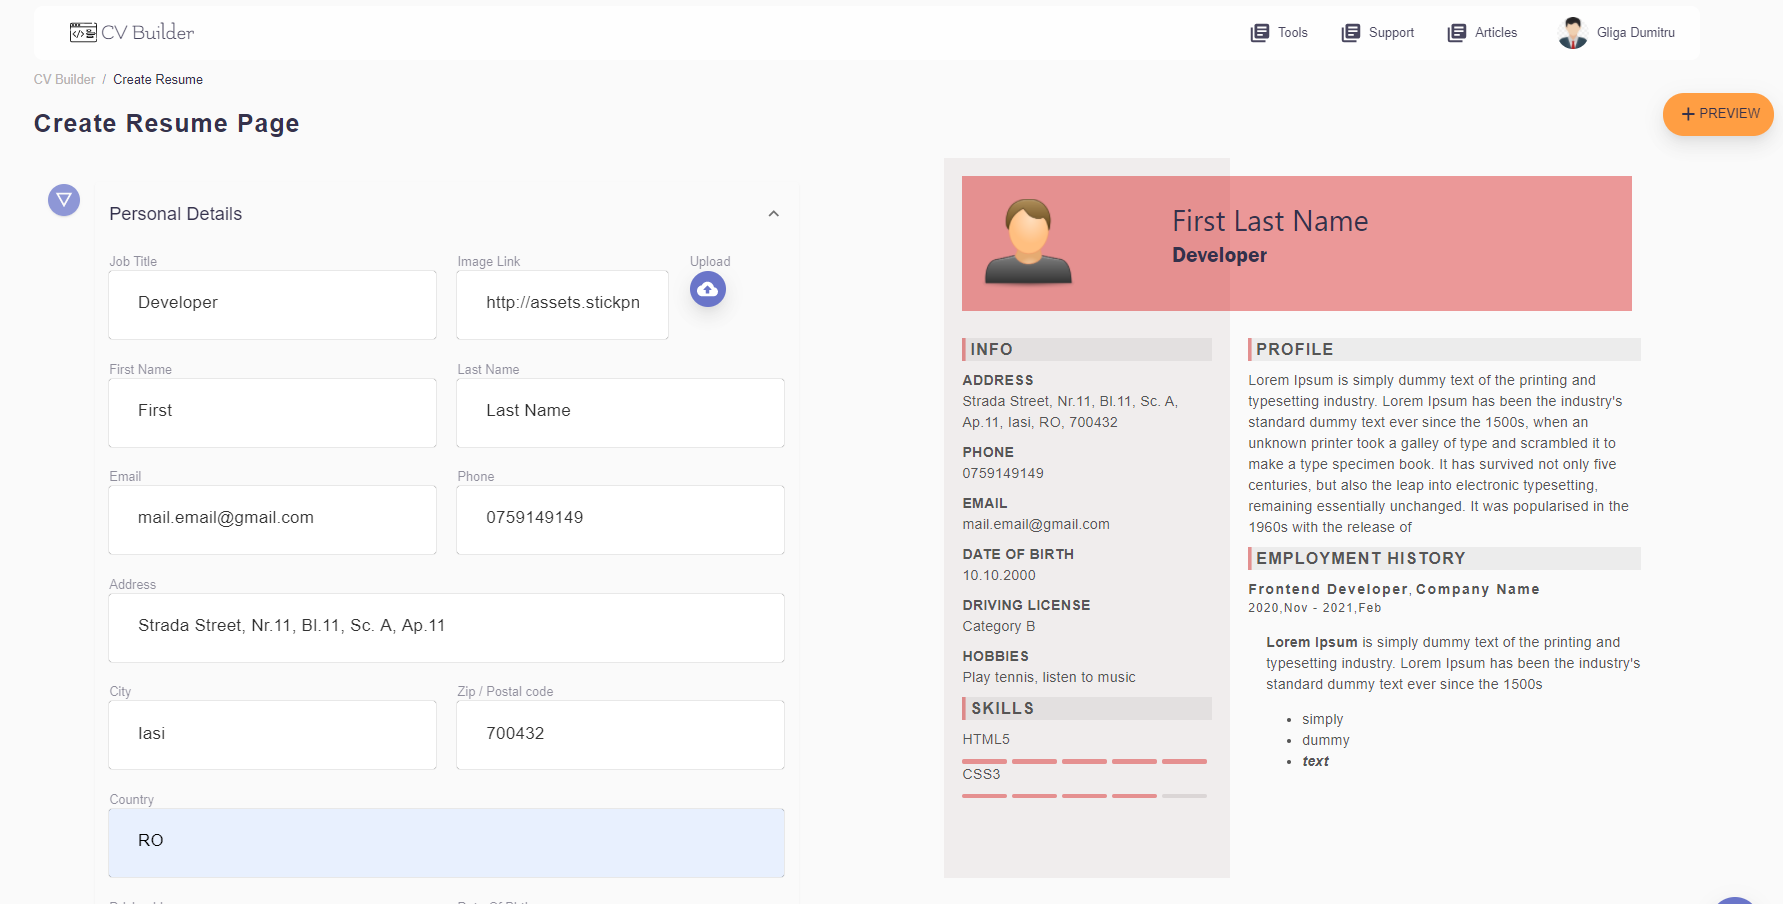 CV Builder
Tools
Support
Articles
Gliga Dumitru
CV Builder / Create Resume
Create Resume Page
+ PREVIEW
Personal Details
Job Title
Image Link
Upload
Developer
http://assets.stickpn
First Name
Last Name
First
Last Name
Email
Phone
mail.email@gmail.com
0759149149
Address
Strada Street, Nr.11, Bl.11, Sc. A, Ap.11
City
Zip / Postal code
Iasi
700432
Country
RO
First Last Name
Developer
INFO
ADDRESS
Strada Street, Nr.11, Bl.11, Sc. A,
Ap.11, Iasi, RO, 700432
PHONE
0759149149
EMAIL
mail.email@gmail.com
DATE OF BIRTH
10.10.2000
DRIVING LICENSE
Category B
HOBBIES
Play tennis, listen to music
SKILLS
HTML5
CSS3
PROFILE
Lorem Ipsum is simply dummy text of the printing and
typesetting industry. Lorem Ipsum has been the industry's
standard dummy text ever since the 1500s, when an
unknown printer took a galley of type and scrambled it to
make a type specimen book. It has survived not only five
centuries, but also the leap into electronic typesetting,
remaining essentially unchanged. It was popularised in the
1960s with the release of
EMPLOYMENT HISTORY
Frontend Developer, Company Name
2020,Nov - 2021,Feb
Lorem Ipsum is simply dummy text of the printing and
typesetting industry. Lorem Ipsum has been the industry's
standard dummy text ever since the 1500s
• simply
• dummy
• text